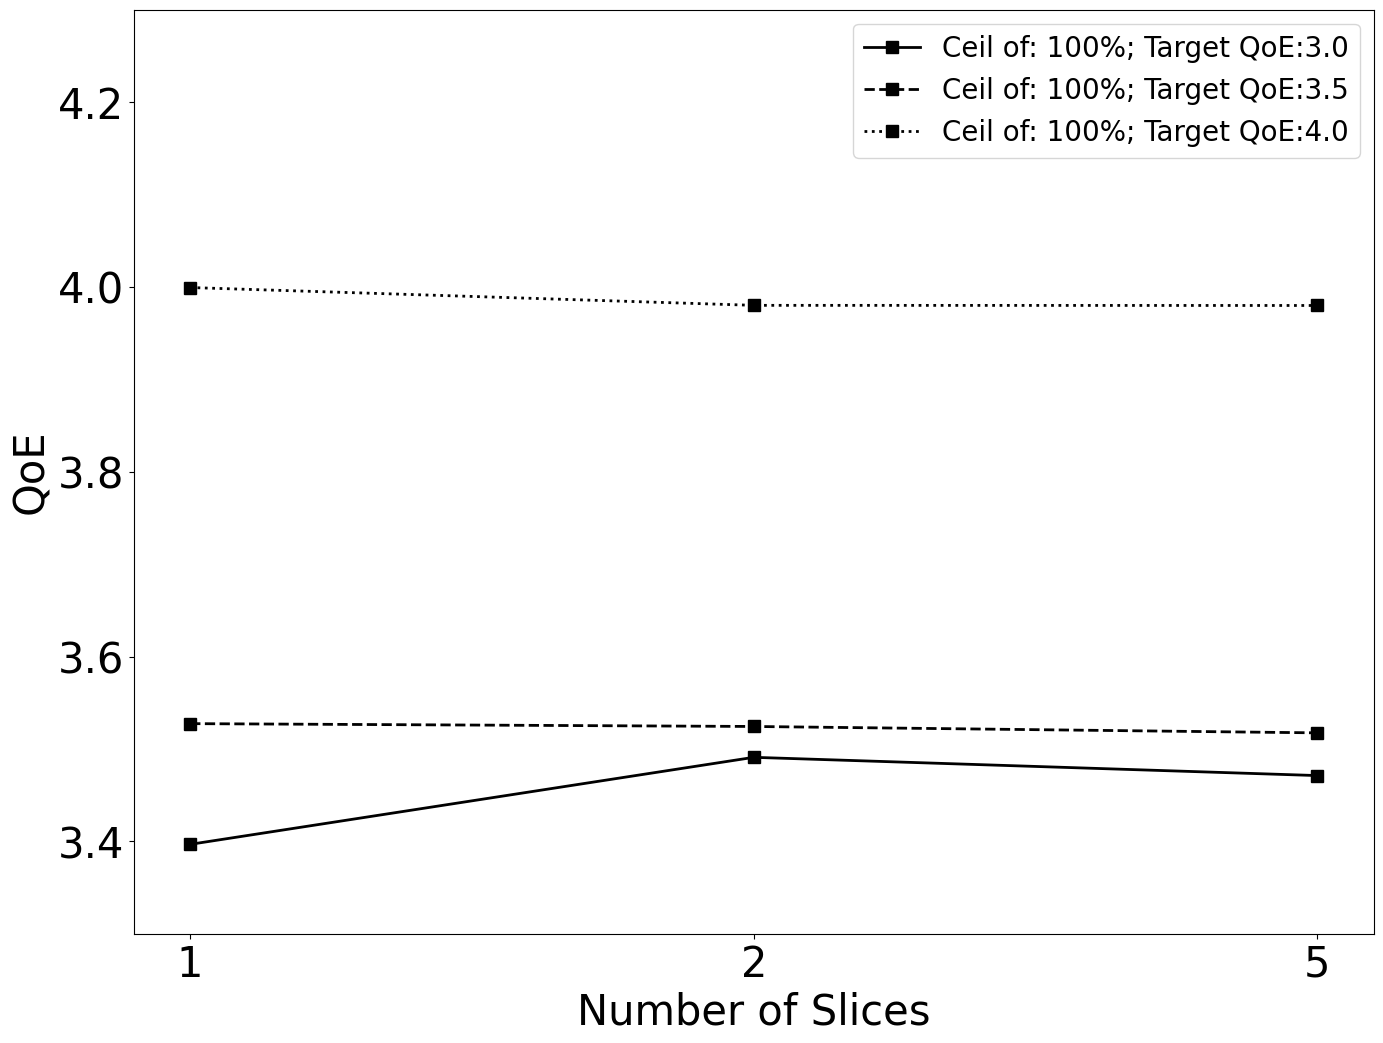 Ceil of: 100%; Target QoE:3.0
Ceil of: 100%; Target QoE:3.5
Ceil of: 100%; Target QoE:4.0
4.2
4.0
3.8
3.6
3.4
QoE
1 2 5
Number of Slices